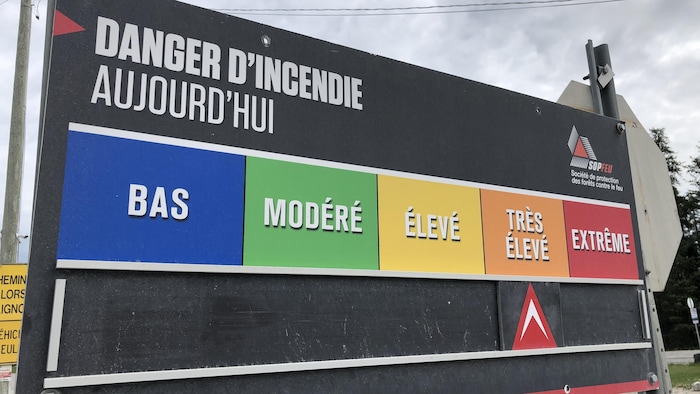 DANGER D'INCENDIE
AUJOURD'HUI
SOPFEU
Société de protection
des forêts contre le feu
BAS
MODÉRÉ
ÉLEVÉ
TRÈS
ÉLEVÉ
EXTRÊME